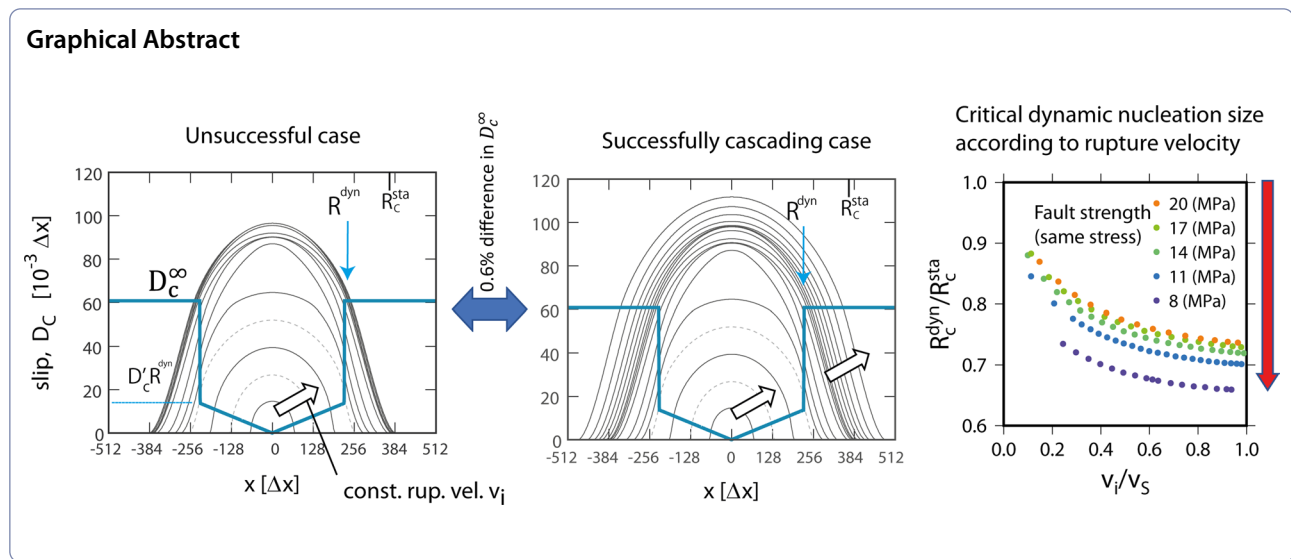 Graphical Abstract
Unsuccessful case
slip, D_C [10⁻³ Δx]
120
100
80
60
40
20
0
-512 -384 -256 -128 0 128 256 384 512
x [Δx]
D_c^∞
D'_c R^dyn
R^dyn
R_C^sta
const. rup. vel. v_i
0.6% difference in D_c^∞
Successfully cascading case
120
100
80
60
40
20
0
-512 -384 -256 -128 0 128 256 384 512
x [Δx]
R^dyn
R_C^sta
Critical dynamic nucleation size
according to rupture velocity
R_C^dyn/R_C^sta
1.0
0.9
0.8
0.7
0.6
0.0 0.2 0.4 0.6 0.8 1.0
v_i/v_S
Fault strength
(same stress)
20 (MPa)
17 (MPa)
14 (MPa)
11 (MPa)
8 (MPa)